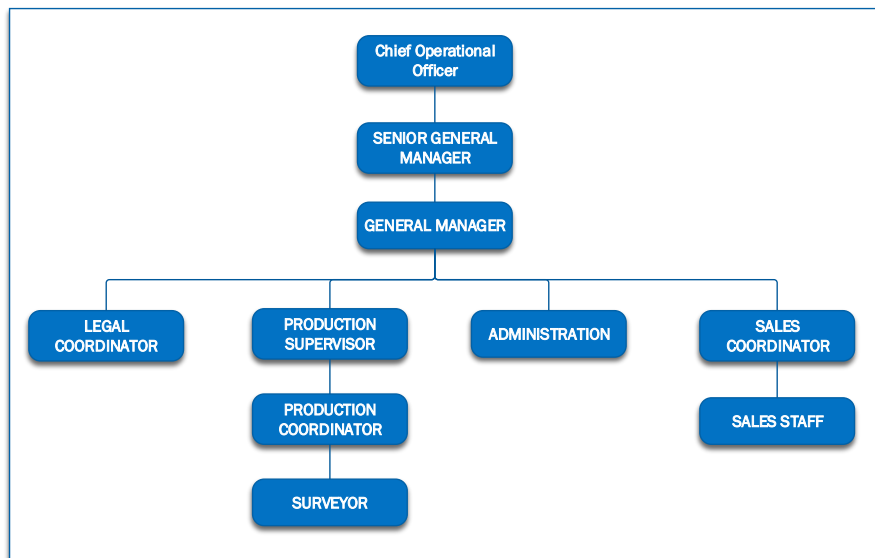 Chief Operational
Officer
SENIOR GENERAL
MANAGER
GENERAL MANAGER
LEGAL
COORDINATOR
PRODUCTION
SUPERVISOR
ADMINISTRATION
SALES
COORDINATOR
PRODUCTION
COORDINATOR
SALES STAFF
SURVEYOR